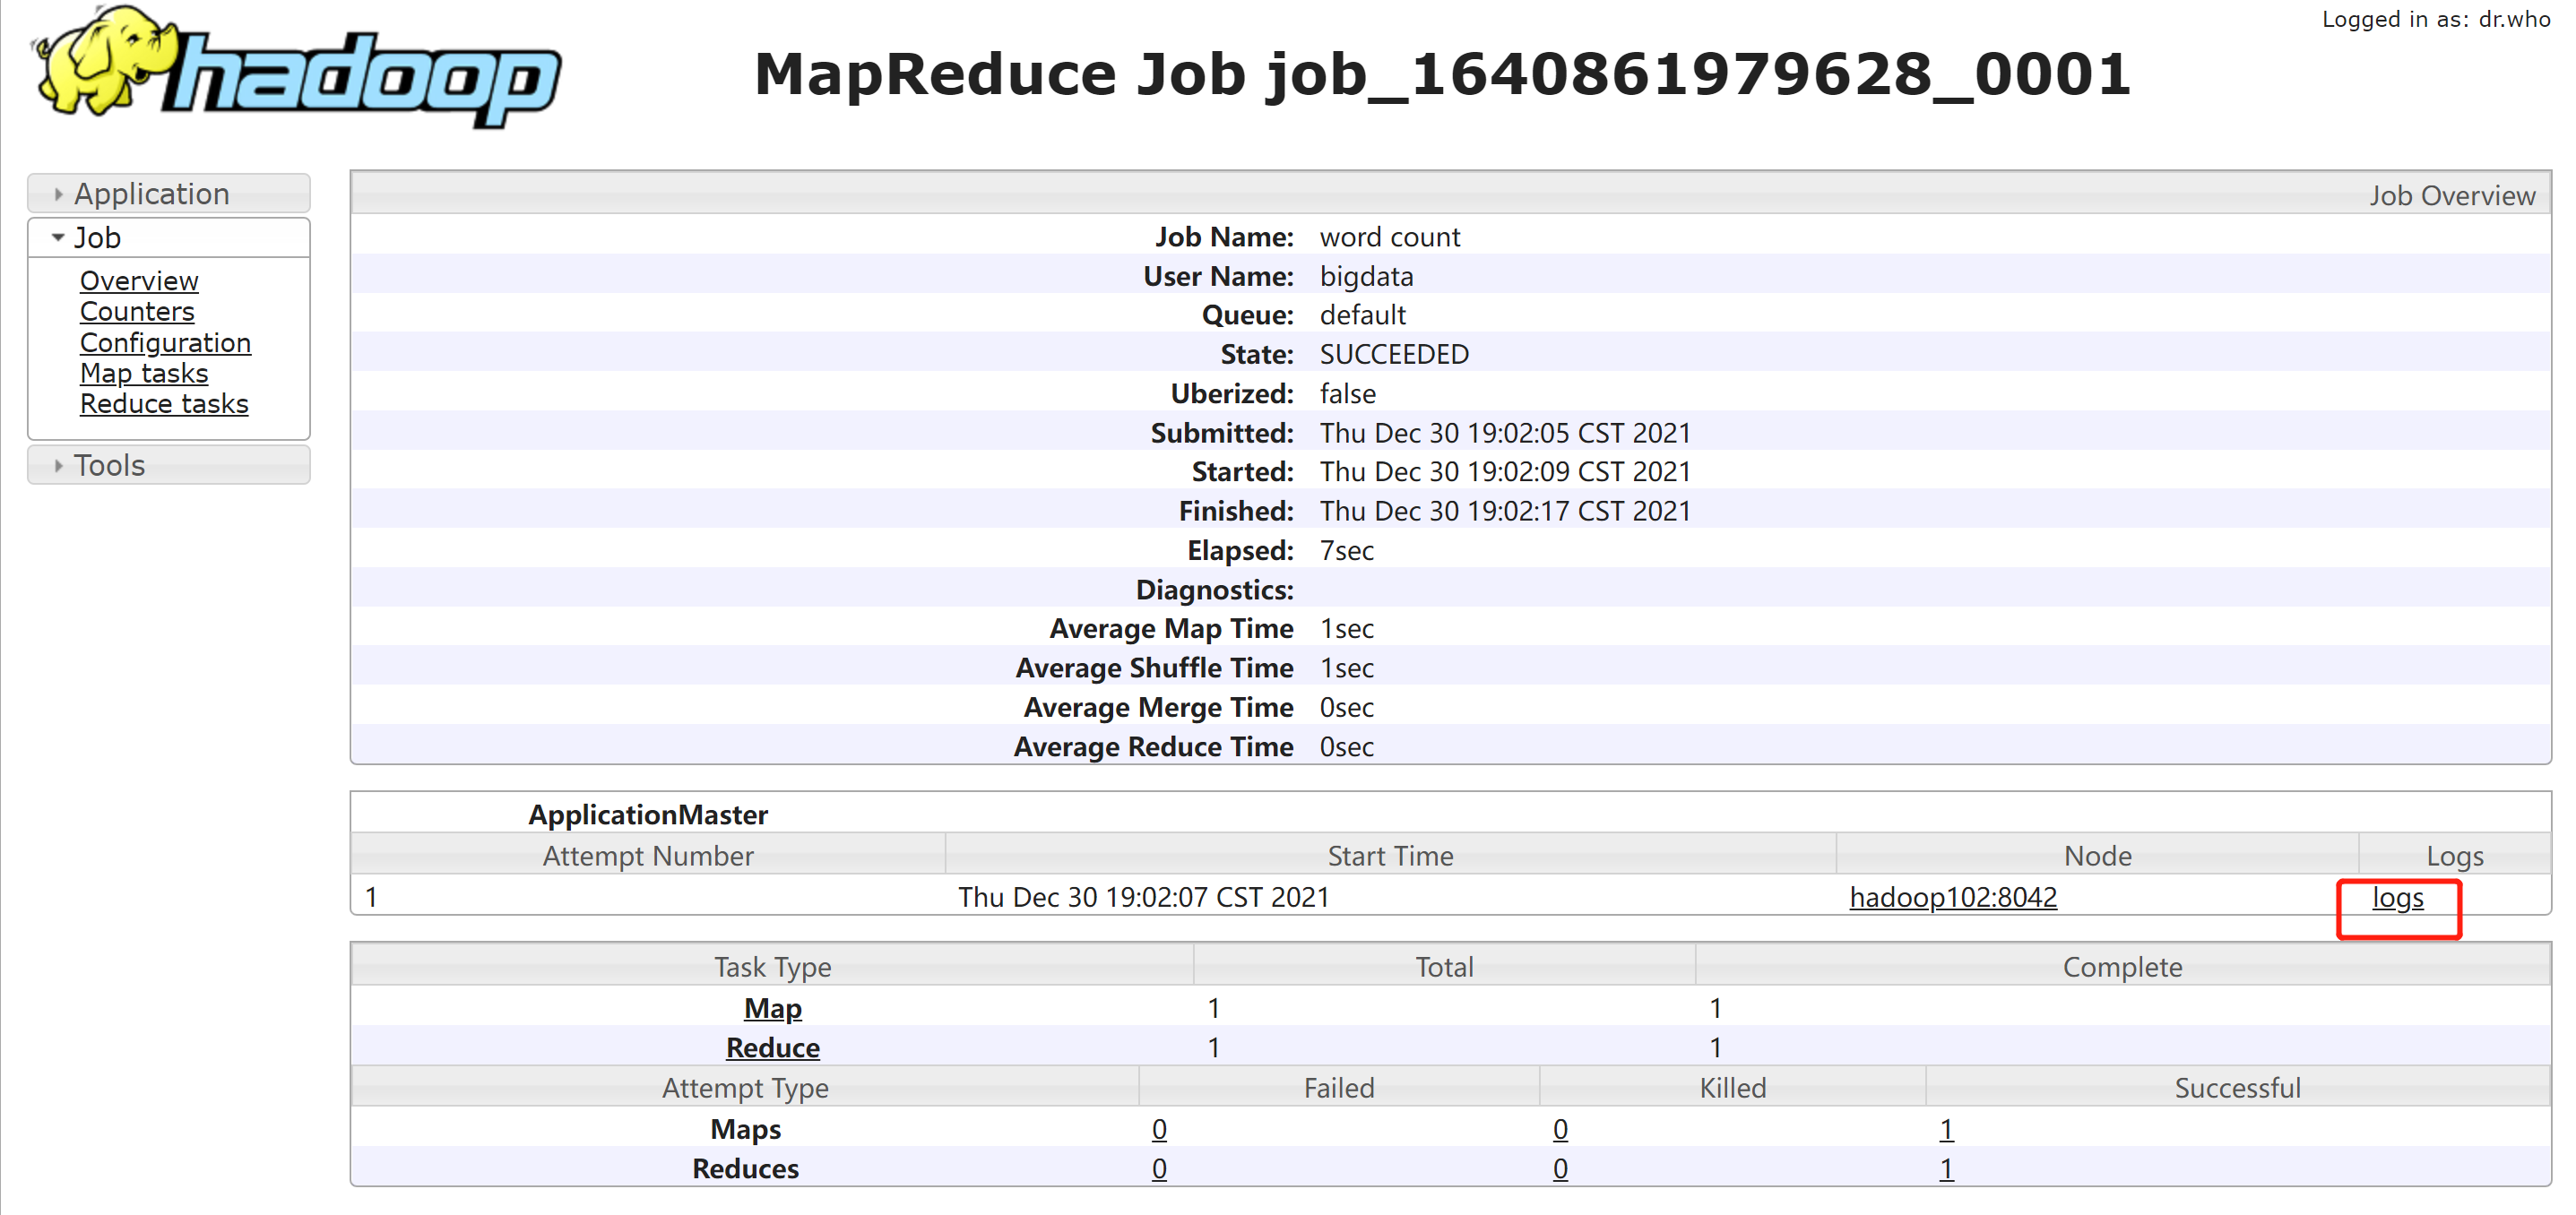 Logged in as: dr.who
hadoop
MapReduce Job job_1640861979628_0001
Application
Job
Overview
Counters
Configuration
Map tasks
Reduce tasks
Tools
Job Overview
Job Name: word count
User Name: bigdata
Queue: default
State: SUCCEEDED
Uberized: false
Submitted: Thu Dec 30 19:02:05 CST 2021
Started: Thu Dec 30 19:02:09 CST 2021
Finished: Thu Dec 30 19:02:17 CST 2021
Elapsed: 7sec
Diagnostics:
Average Map Time 1sec
Average Shuffle Time 1sec
Average Merge Time 0sec
Average Reduce Time 0sec
ApplicationMaster
Attempt Number Start Time Node Logs
1 Thu Dec 30 19:02:07 CST 2021 hadoop102:8042 logs
Task Type Total Complete
Map 1 1
Reduce 1 1
Attempt Type Failed Killed Successful
Maps 0 0 1
Reduces 0 0 1